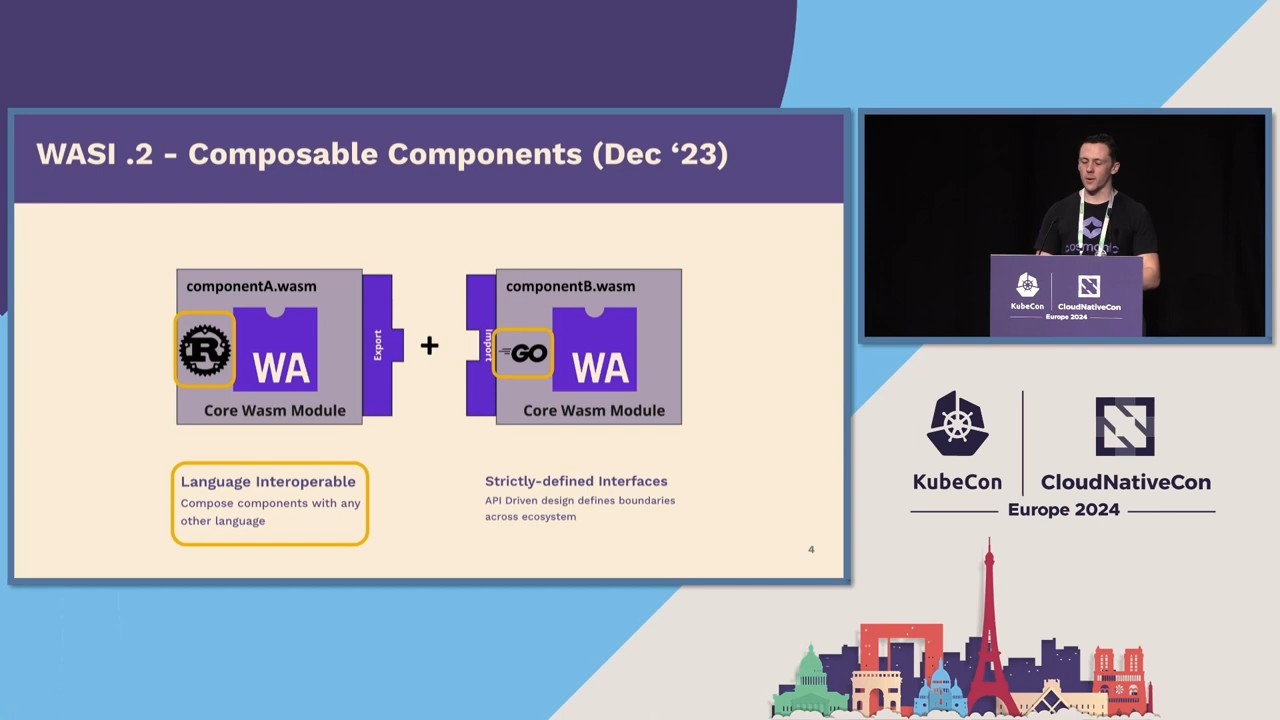 WASI .2 - Composable Components (Dec ‘23)
componentA.wasm
R
WA
Core Wasm Module
Export
+
componentB.wasm
Import
GO
WA
Core Wasm Module
Language Interoperable
Compose components with any
other language
Strictly-defined Interfaces
API Driven design defines boundaries
across ecosystem
4
cosmonic
KubeCon
CloudNativeCon
Europe 2024
KubeCon
CloudNativeCon
Europe 2024